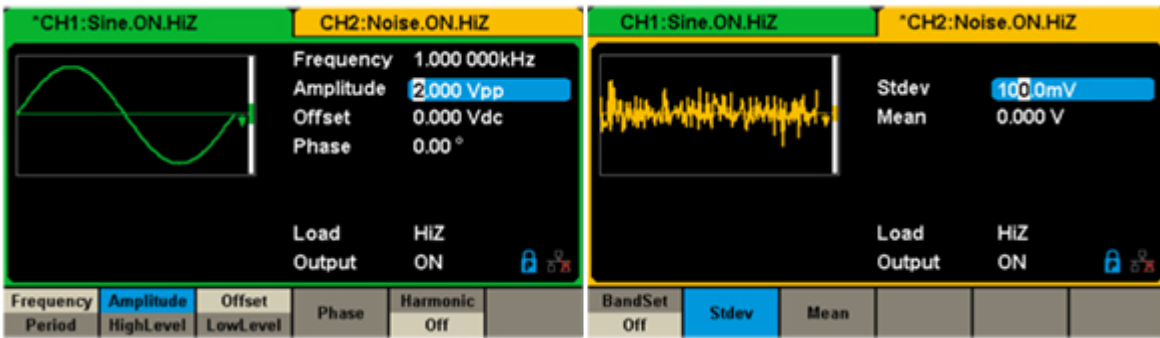 *CH1:Sine.ON.HiZ
CH2:Noise.ON.HiZ
Frequency 1.000 000kHz
Amplitude 2.000 Vpp
Offset 0.000 Vdc
Phase 0.00 °
Load HiZ
Output ON
Frequency Amplitude Offset Phase Harmonic
Period HighLevel LowLevel Off
CH1:Sine.ON.HiZ
*CH2:Noise.ON.HiZ
Stdev 100.0mV
Mean 0.000 V
Load HiZ
Output ON
BandSet Stdev Mean
Off